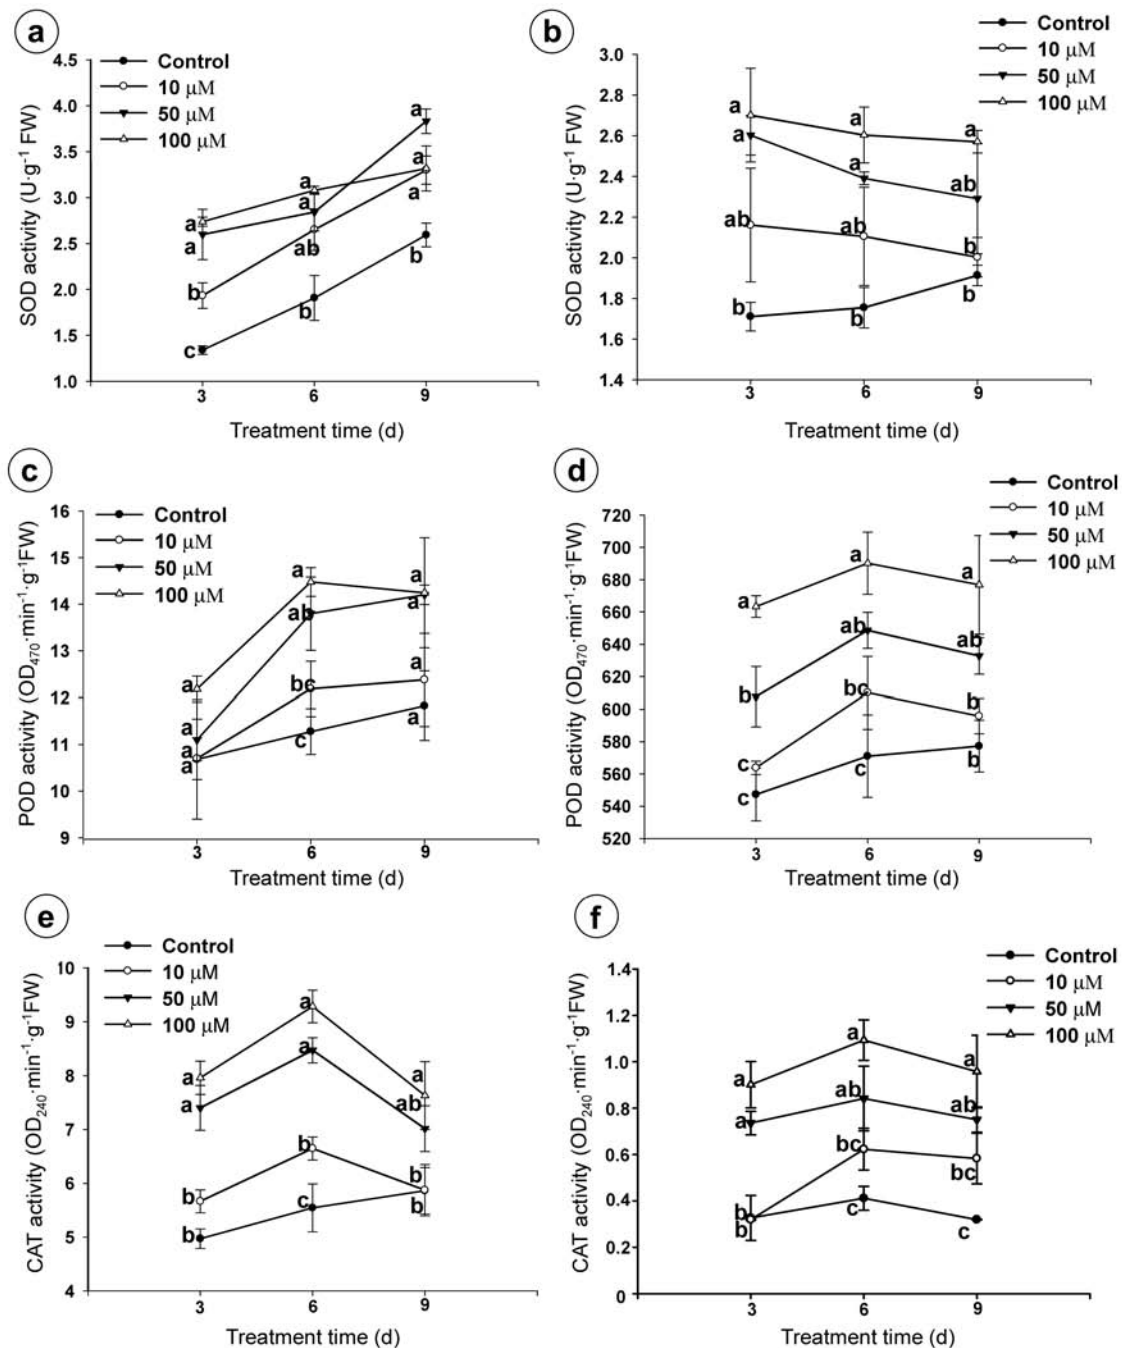 a
Control
10 μM
50 μM
100 μM
4.5
4.0
3.5
3.0
2.5
2.0
1.5
1.0
SOD activity (U·g⁻¹ FW)
a
a
b
c
a
a
ab
b
a
a
a
b
3
6
9
Treatment time (d)
b
Control
10 μM
50 μM
100 μM
3.0
2.8
2.6
2.4
2.2
2.0
1.8
1.6
1.4
SOD activity (U·g⁻¹ FW)
a
a
ab
b
a
a
ab
b
a
ab
b
b
3
6
9
Treatment time (d)
c
Control
10 μM
50 μM
100 μM
16
15
14
13
12
11
10
9
POD activity (OD₄₇₀·min⁻¹·g⁻¹FW)
a
a
a
a
a
ab
bc
c
a
a
a
a
3
6
9
Treatment time (d)
d
Control
10 μM
50 μM
100 μM
720
700
680
660
640
620
600
580
560
540
520
POD activity (OD₄₇₀·min⁻¹·g⁻¹FW)
a
b
c
c
a
ab
bc
c
a
ab
b
b
3
6
9
Treatment time (d)
e
Control
10 μM
50 μM
100 μM
10
9
8
7
6
5
4
CAT activity (OD₂₄₀·min⁻¹·g⁻¹FW)
a
a
b
b
a
a
b
c
a
ab
b
b
3
6
9
Treatment time (d)
f
Control
10 μM
50 μM
100 μM
1.4
1.2
1.0
0.8
0.6
0.4
0.2
0
CAT activity (OD₂₄₀·min⁻¹·g⁻¹FW)
a
a
b
b
a
ab
bc
c
a
ab
bc
c
3
6
9
Treatment time (d)